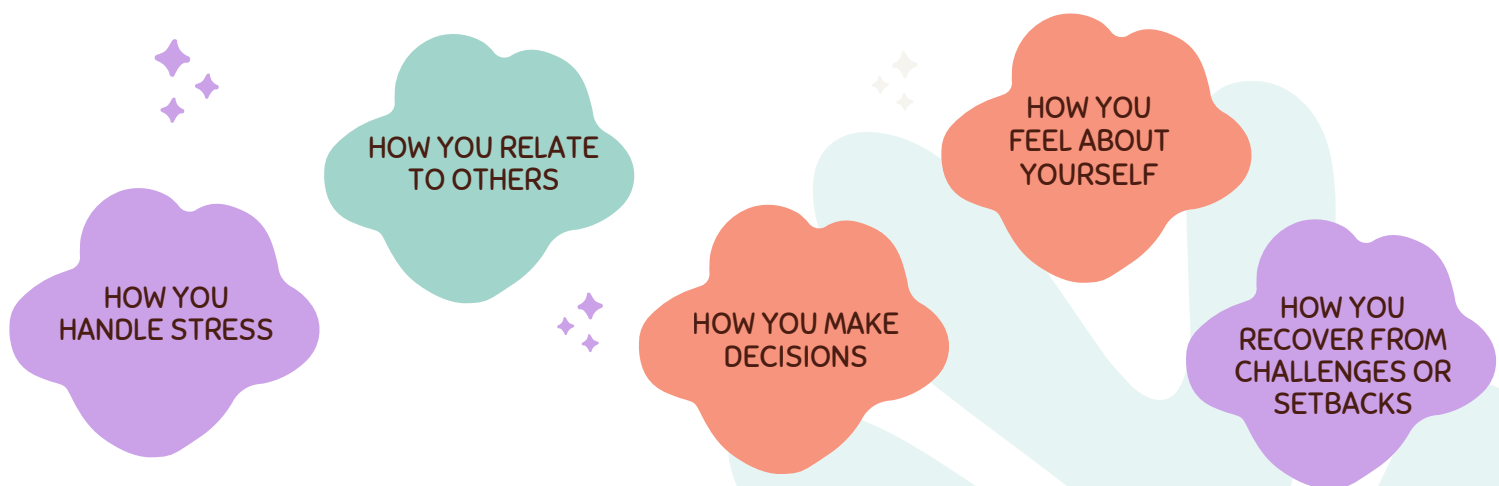 HOW YOU
HANDLE STRESS
HOW YOU RELATE
TO OTHERS
HOW YOU MAKE
DECISIONS
HOW YOU
FEEL ABOUT
YOURSELF
HOW YOU
RECOVER FROM
CHALLENGES OR
SETBACKS